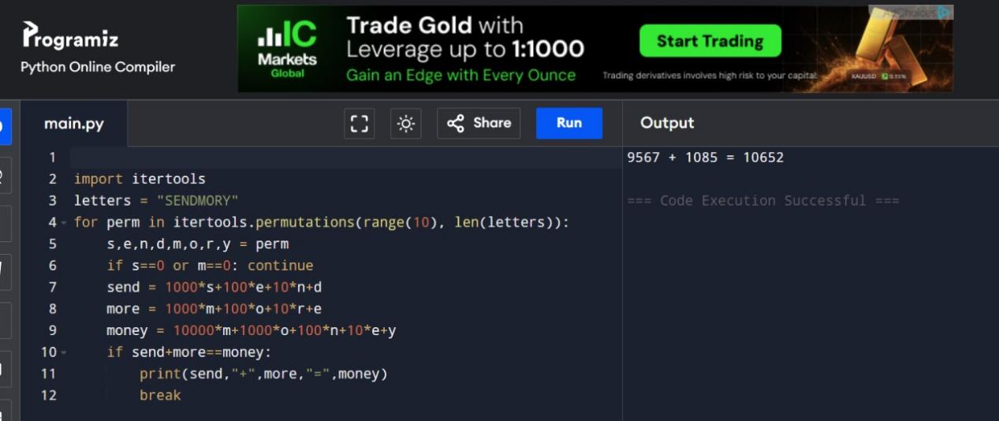 Programiz
Python Online Compiler
IC
Markets
Global
Trade Gold with
Leverage up to 1:1000
Gain an Edge with Every Ounce
Start Trading
Trading derivatives involves high risk to your capital.
AdChoices
XAUUSD 0.15%
main.py
Share
Run
Output
1
2 import itertools
3 letters = "SENDMORY"
4 for perm in itertools.permutations(range(10), len(letters)):
5     s,e,n,d,m,o,r,y = perm
6     if s==0 or m==0: continue
7     send = 1000*s+100*e+10*n+d
8     more = 1000*m+100*o+10*r+e
9     money = 10000*m+1000*o+100*n+10*e+y
10     if send+more==money:
11         print(send,"+",more,"=",money)
12         break
9567 + 1085 = 10652
=== Code Execution Successful ===